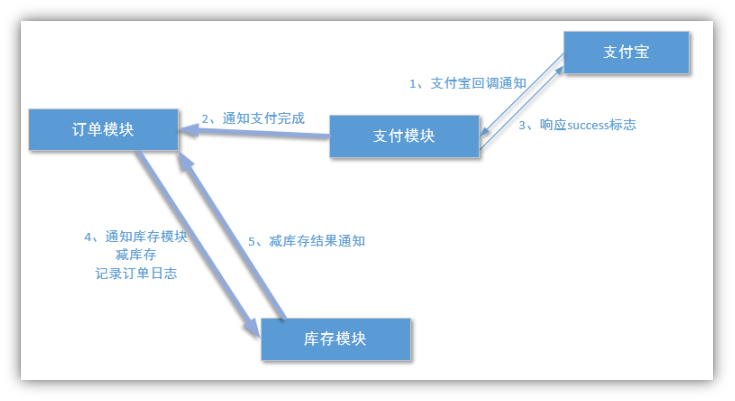 支付宝
1、支付宝回调通知
订单模块
2、通知支付完成
支付模块
3、响应success标志
4、通知库存模块
减库存
记录订单日志
5、减库存结果通知
库存模块